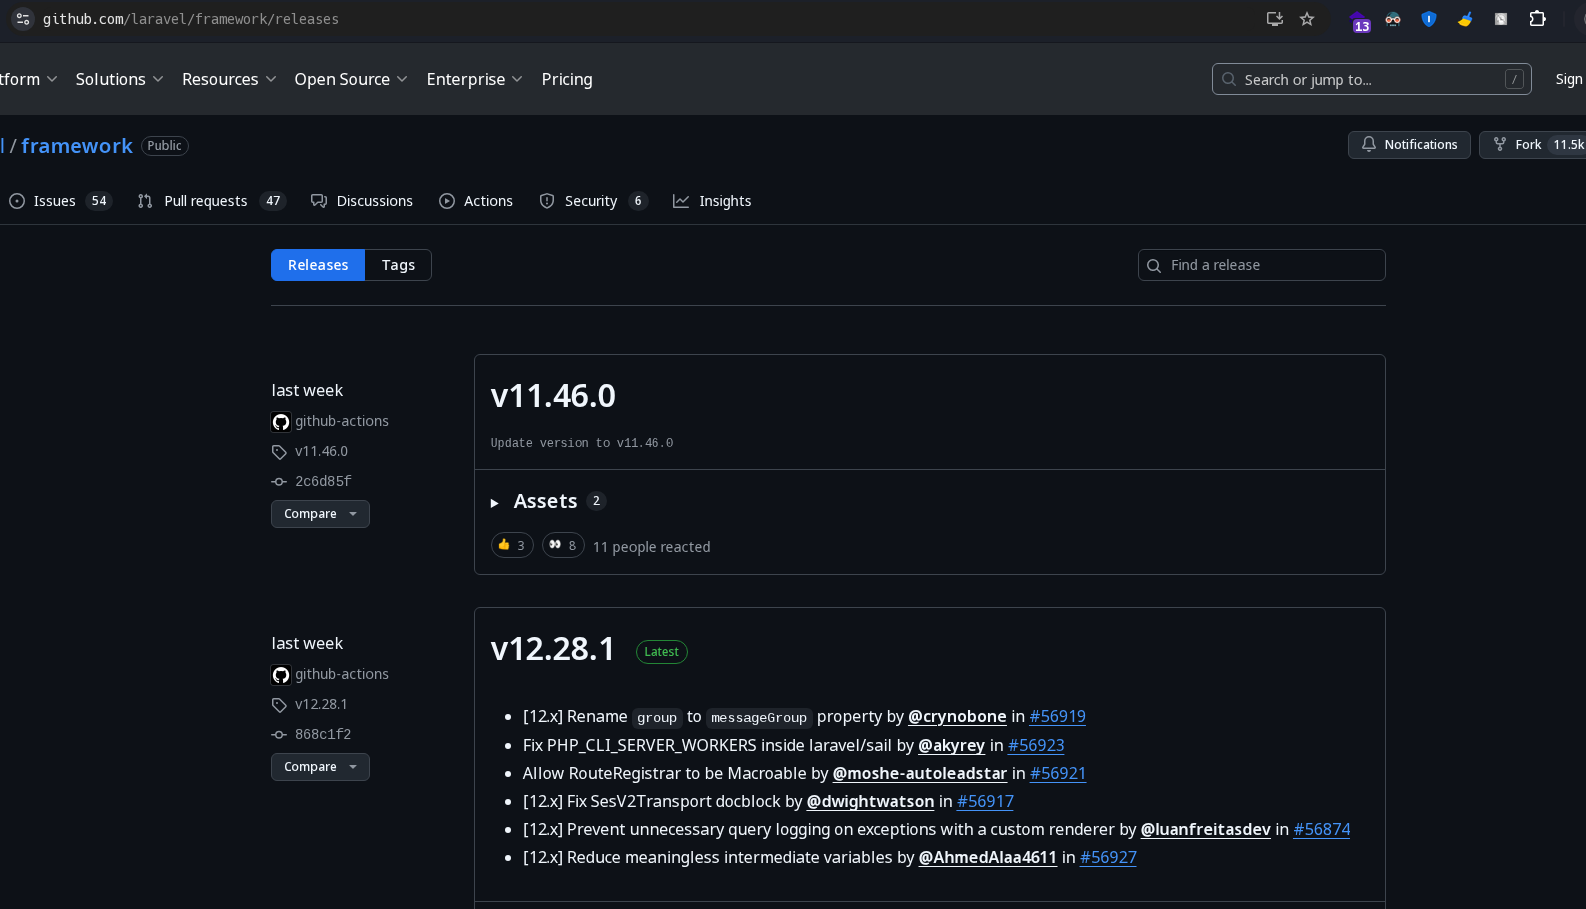 github.com/laravel/framework/releases
13
tform Solutions Resources Open Source Enterprise Pricing Search or jump to... / Sign
l / framework Public Notifications Fork 11.5k
Issues 54 Pull requests 47 Discussions Actions Security 6 Insights
Releases Tags Find a release
last week
github-actions
v11.46.0
2c6d85f
Compare
v11.46.0
Update version to v11.46.0
Assets 2
👍 3 👀 8 11 people reacted
last week
github-actions
v12.28.1
868c1f2
Compare
v12.28.1 Latest
• [12.x] Rename group to messageGroup property by @crynobone in #56919
• Fix PHP_CLI_SERVER_WORKERS inside laravel/sail by @akyrey in #56923
• Allow RouteRegistrar to be Macroable by @moshe-autoleadstar in #56921
• [12.x] Fix SesV2Transport docblock by @dwightwatson in #56917
• [12.x] Prevent unnecessary query logging on exceptions with a custom renderer by @luanfreitasdev in #56874
• [12.x] Reduce meaningless intermediate variables by @AhmedAlaa4611 in #56927